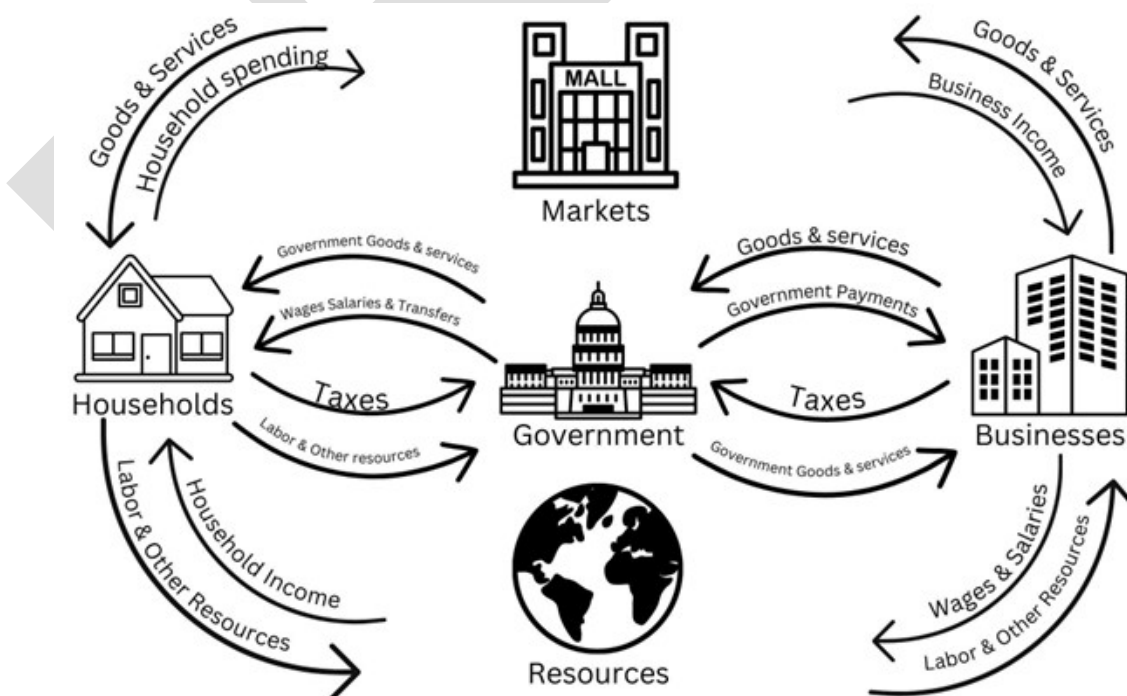 Goods & Services
Household spending
MALL
Markets
Goods & Services
Business Income
Government Goods & services
Wages Salaries & Transfers
Taxes
Labor & Other resources
Goods & services
Government Payments
Taxes
Government Goods & services
Households
Government
Businesses
Labor & Other Resources
Household Income
Resources
Wages & Salaries
Labor & Other Resources